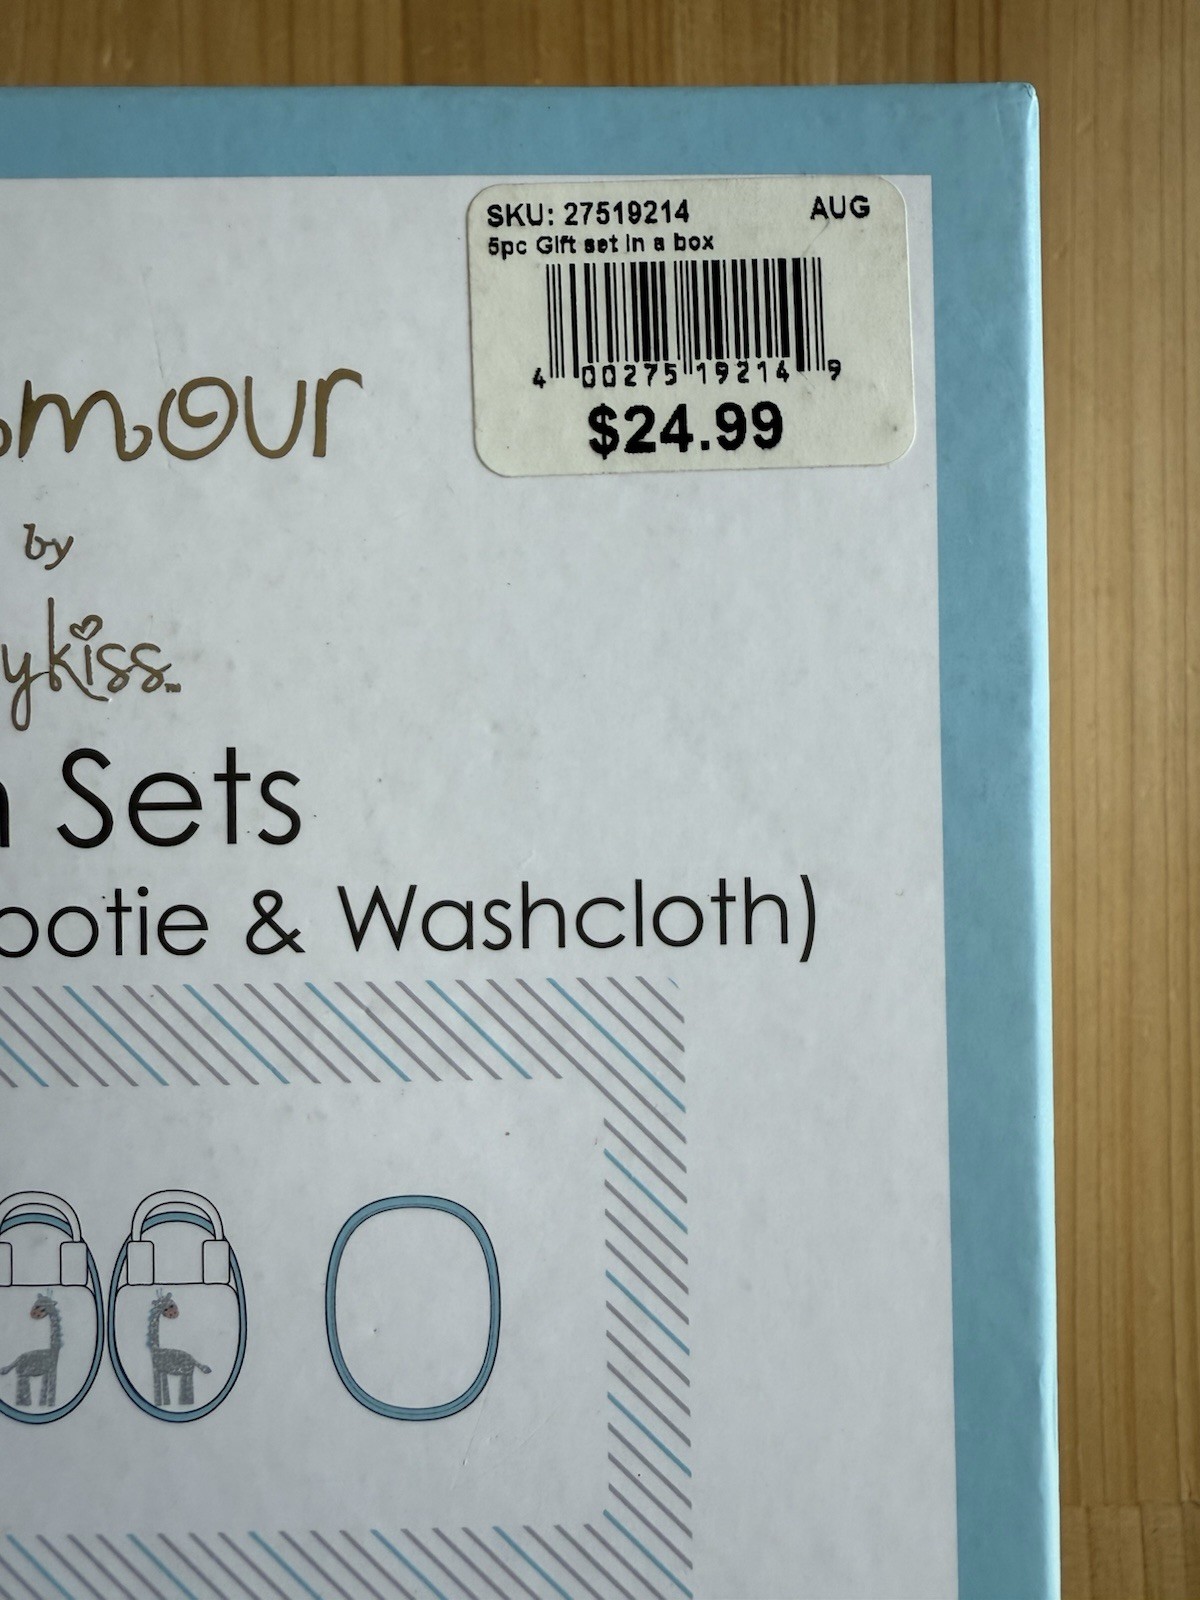 SKU: 27519214 AUG
5pc Gift set in a box
4 00275 19214 9
$24.99
mour
by
ykiss™
Sets
ootie & Washcloth)